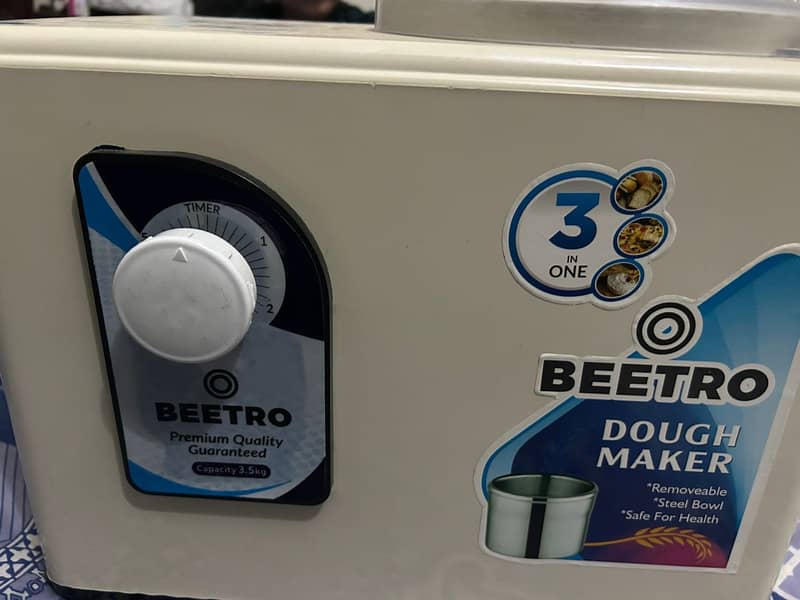 TIMER
5
1
2
BEETRO
Premium Quality
Guaranteed
Capacity 3.5kg
3
IN
ONE
BEETRO
DOUGH
MAKER
*Removeable
*Steel Bowl
*Safe For Health